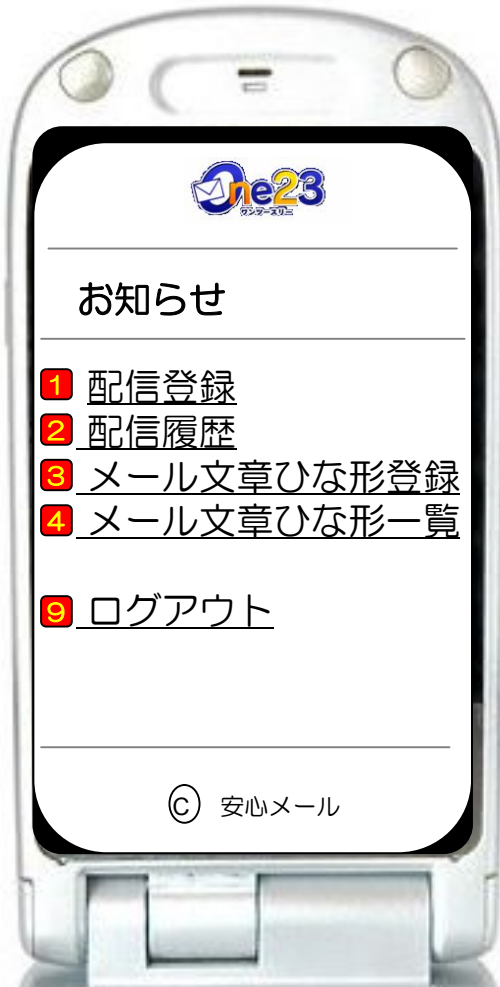 One23
ワンツースリー
お知らせ
1 配信登録
2 配信履歴
3 メール文章ひな形登録
4 メール文章ひな形一覧
9 ログアウト
© 安心メール